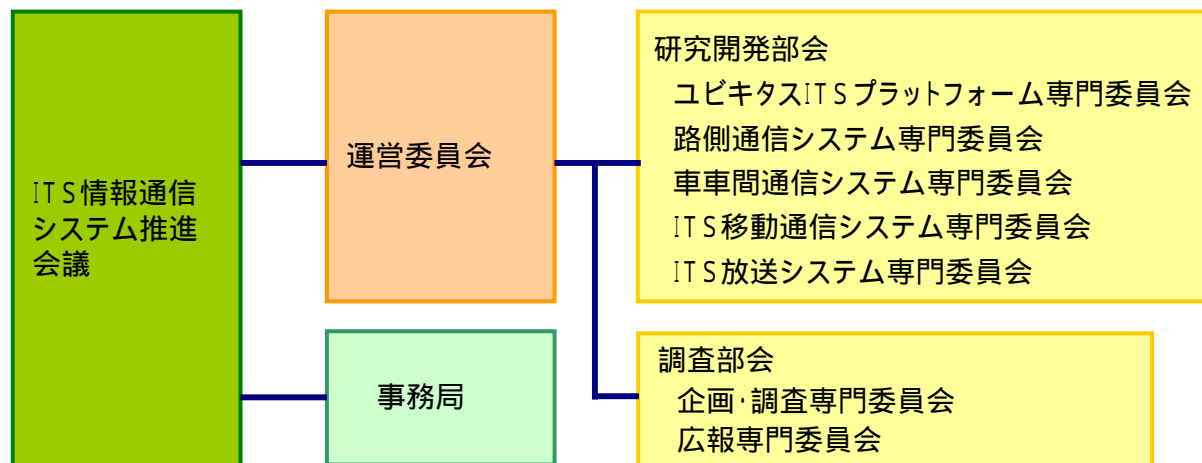 ITS情報通信
システム推進
会議
運営委員会
事務局
研究開発部会
ユビキタスITSプラットフォーム専門委員会
路側通信システム専門委員会
車車間通信システム専門委員会
ITS移動通信システム専門委員会
ITS放送システム専門委員会
調査部会
企画・調査専門委員会
広報専門委員会